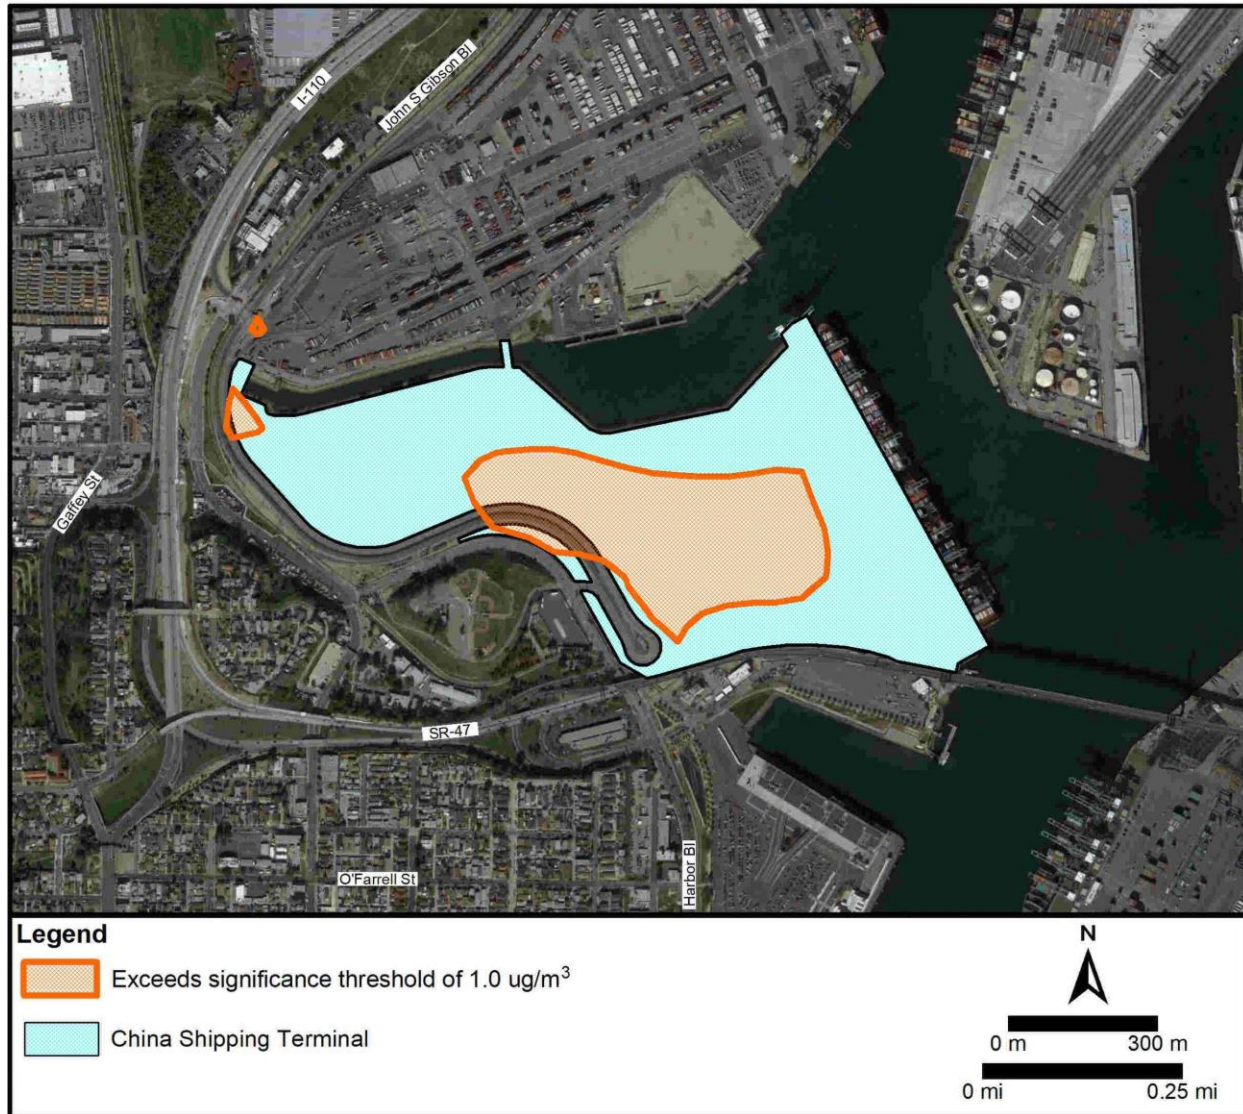 I-110
John S Gibson Bl
Gaffey St
SR-47
O'Farrell St
Harbor Bl
Legend
Exceeds significance threshold of 1.0 ug/m³
China Shipping Terminal
N
0 m 300 m
0 mi 0.25 mi